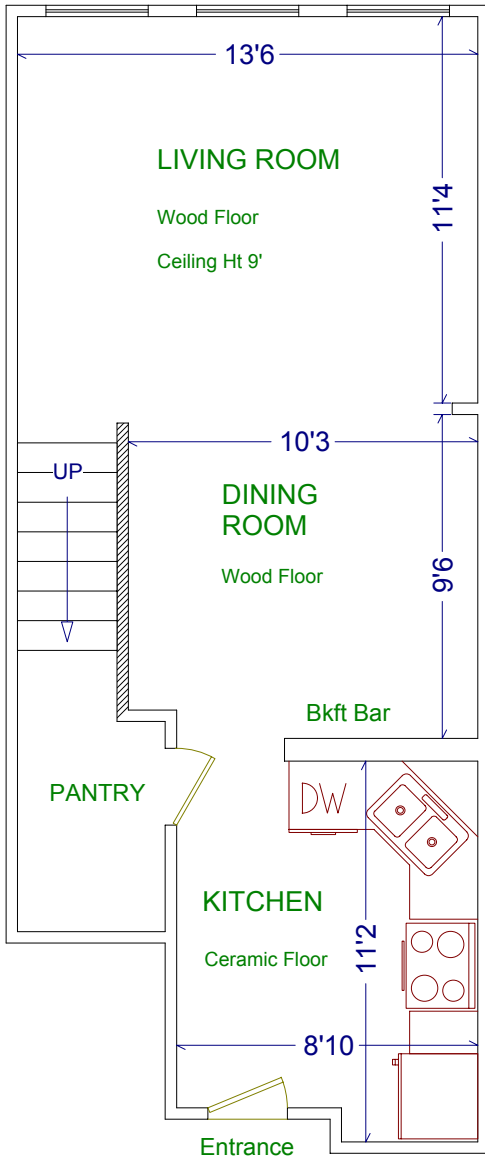 13'6
LIVING ROOM
11'4
Wood Floor
Ceiling Ht 9'
10'3
UP
DINING
ROOM
9'6
Wood Floor
Bkft Bar
PANTRY
DW
KITCHEN
11'2
Ceramic Floor
8'10
Entrance